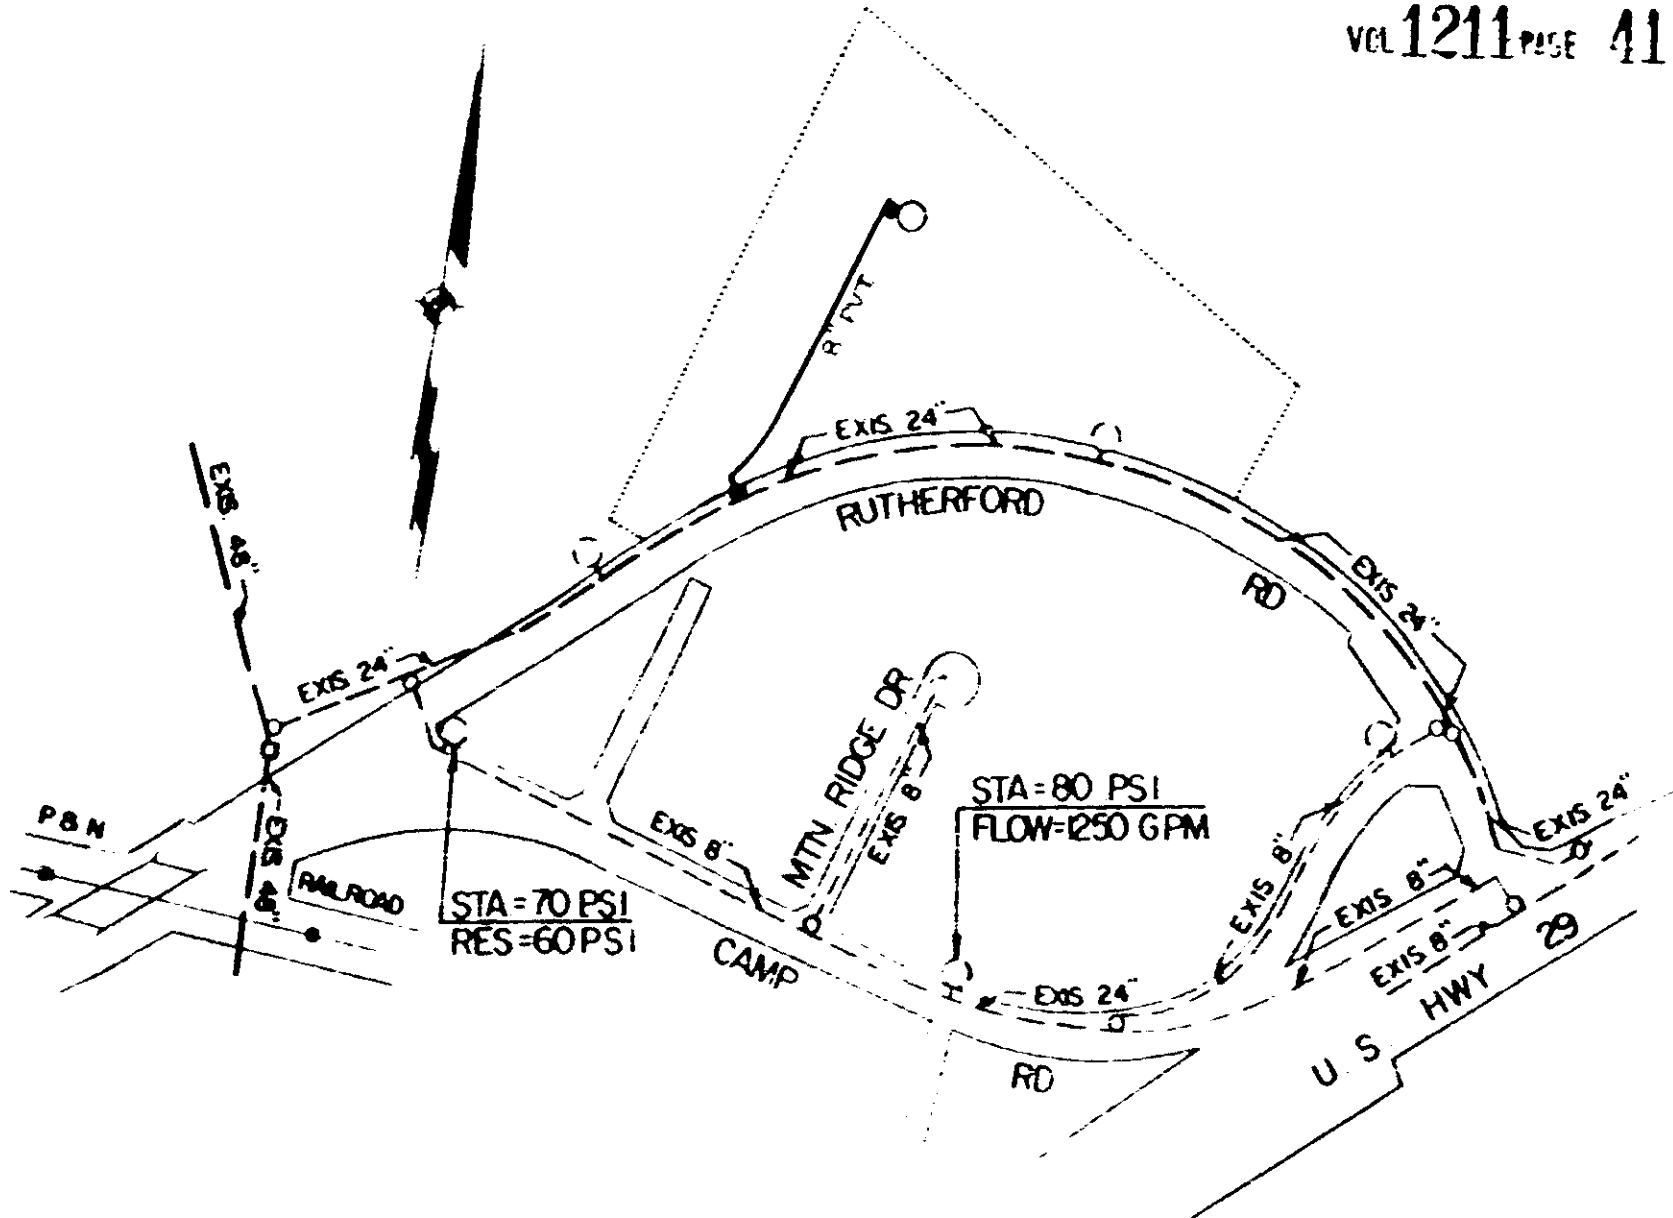 VOL 1211 PAGE 41
8" PVT
EXIS 24"
RUTHERFORD
RD
EXIS 48"
EXIS 24"
EXIS 24"
MTN RIDGE DR
EXIS 8"
STA=80 PSI
FLOW=1250 GPM
EXIS 24"
P & N
EXIS 48"
EXIS 8"
EXIS 8"
EXIS 8"
RAILROAD
STA=70 PSI
RES=60 PSI
CAMP
RD
EXIS 24"
EXIS 8"
U S HWY 29